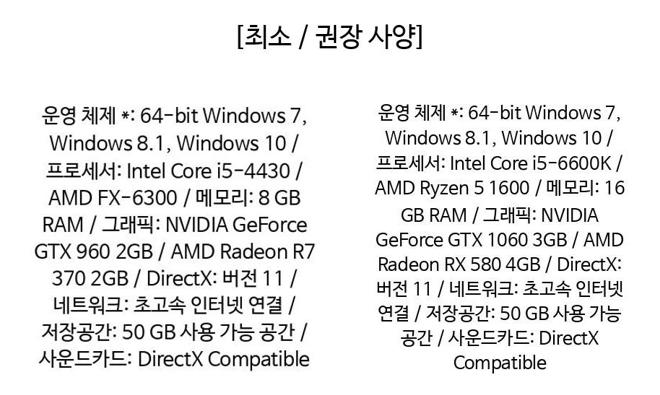 [최소 / 권장 사양]
운영 체제 *: 64-bit Windows 7,
Windows 8.1, Windows 10 /
프로세서: Intel Core i5-4430 /
AMD FX-6300 / 메모리: 8 GB
RAM / 그래픽: NVIDIA GeForce
GTX 960 2GB / AMD Radeon R7
370 2GB / DirectX: 버전 11 /
네트워크: 초고속 인터넷 연결 /
저장공간: 50 GB 사용 가능 공간 /
사운드카드: DirectX Compatible
운영 체제 *: 64-bit Windows 7,
Windows 8.1, Windows 10 /
프로세서: Intel Core i5-6600K /
AMD Ryzen 5 1600 / 메모리: 16
GB RAM / 그래픽: NVIDIA
GeForce GTX 1060 3GB / AMD
Radeon RX 580 4GB / DirectX:
버전 11 / 네트워크: 초고속 인터넷
연결 / 저장공간: 50 GB 사용 가능
공간 / 사운드카드: DirectX
Compatible